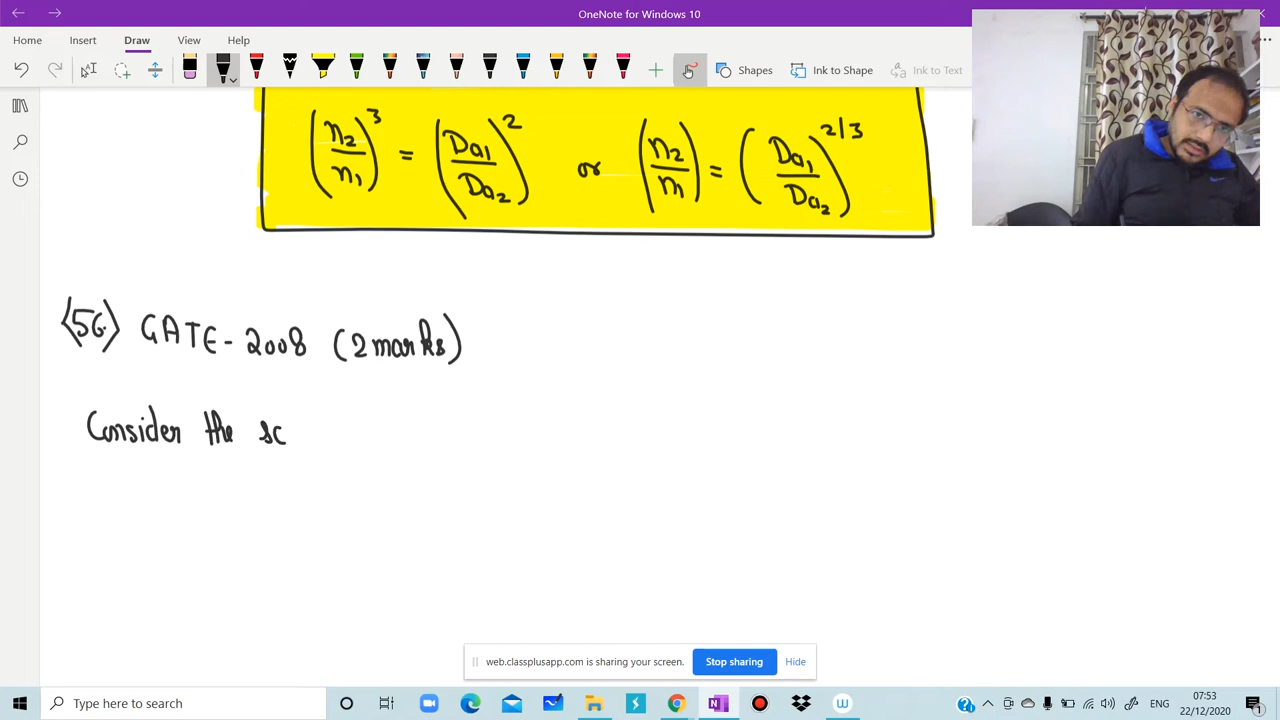 OneNote for Windows 10
Home Insert Draw View Help
Shapes Ink to Shape Ink to Text
(n₂/n₁)³ = (Da₁/Da₂)² or (n₂/n₁) = (Da₁/Da₂)^2/3
<56> GATE-2008 (2 marks)
Consider the sc
web.classplusapp.com is sharing your screen. Stop sharing Hide
Type here to search
ENG
07:53
22/12/2020
1